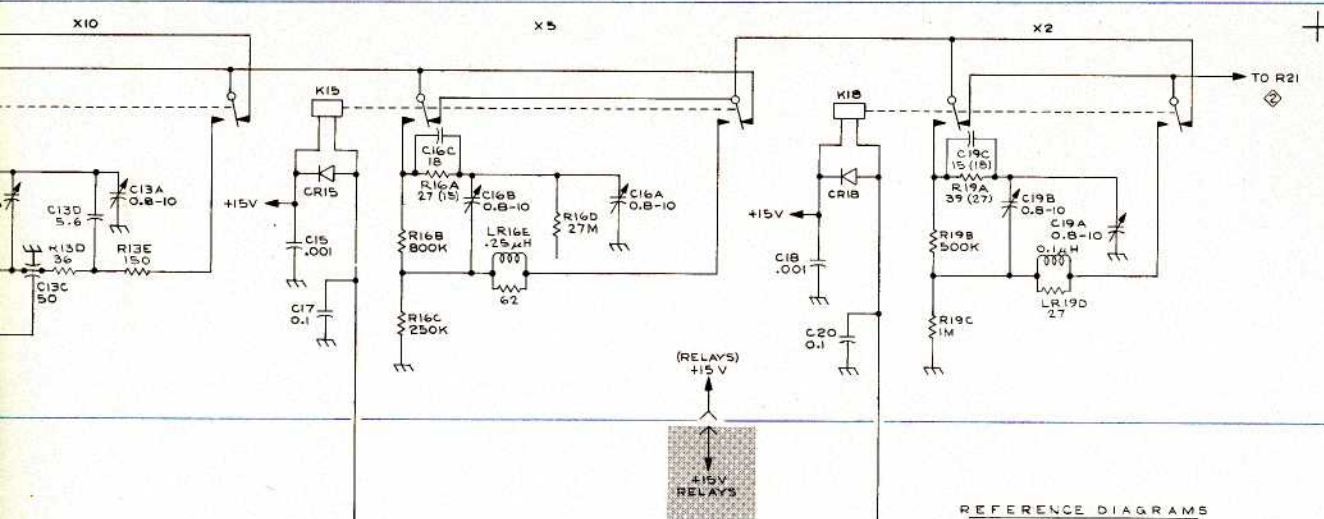 X10
X5
X2
TO R21
2
K15
K18
C16C
18
R16A
27 (15)
C19C
15 (18)
R19A
39 (27)
CR15
CR18
C13A
0.8-10
C13D
5.6
R13D
36
R13E
150
C13C
50
+15V
C15
.001
C17
0.1
C16B
0.8-10
R16D
27M
C16A
0.8-10
R16B
800K
LR16E
.25µH
62
R16C
250K
+15V
C18
.001
C20
0.1
C19B
0.8-10
C19A
0.8-10
R19B
500K
0.1µH
LR19D
27
R19C
1M
(RELAYS)
+15V
+15V
RELAYS
REFERENCE DIAGRAMS